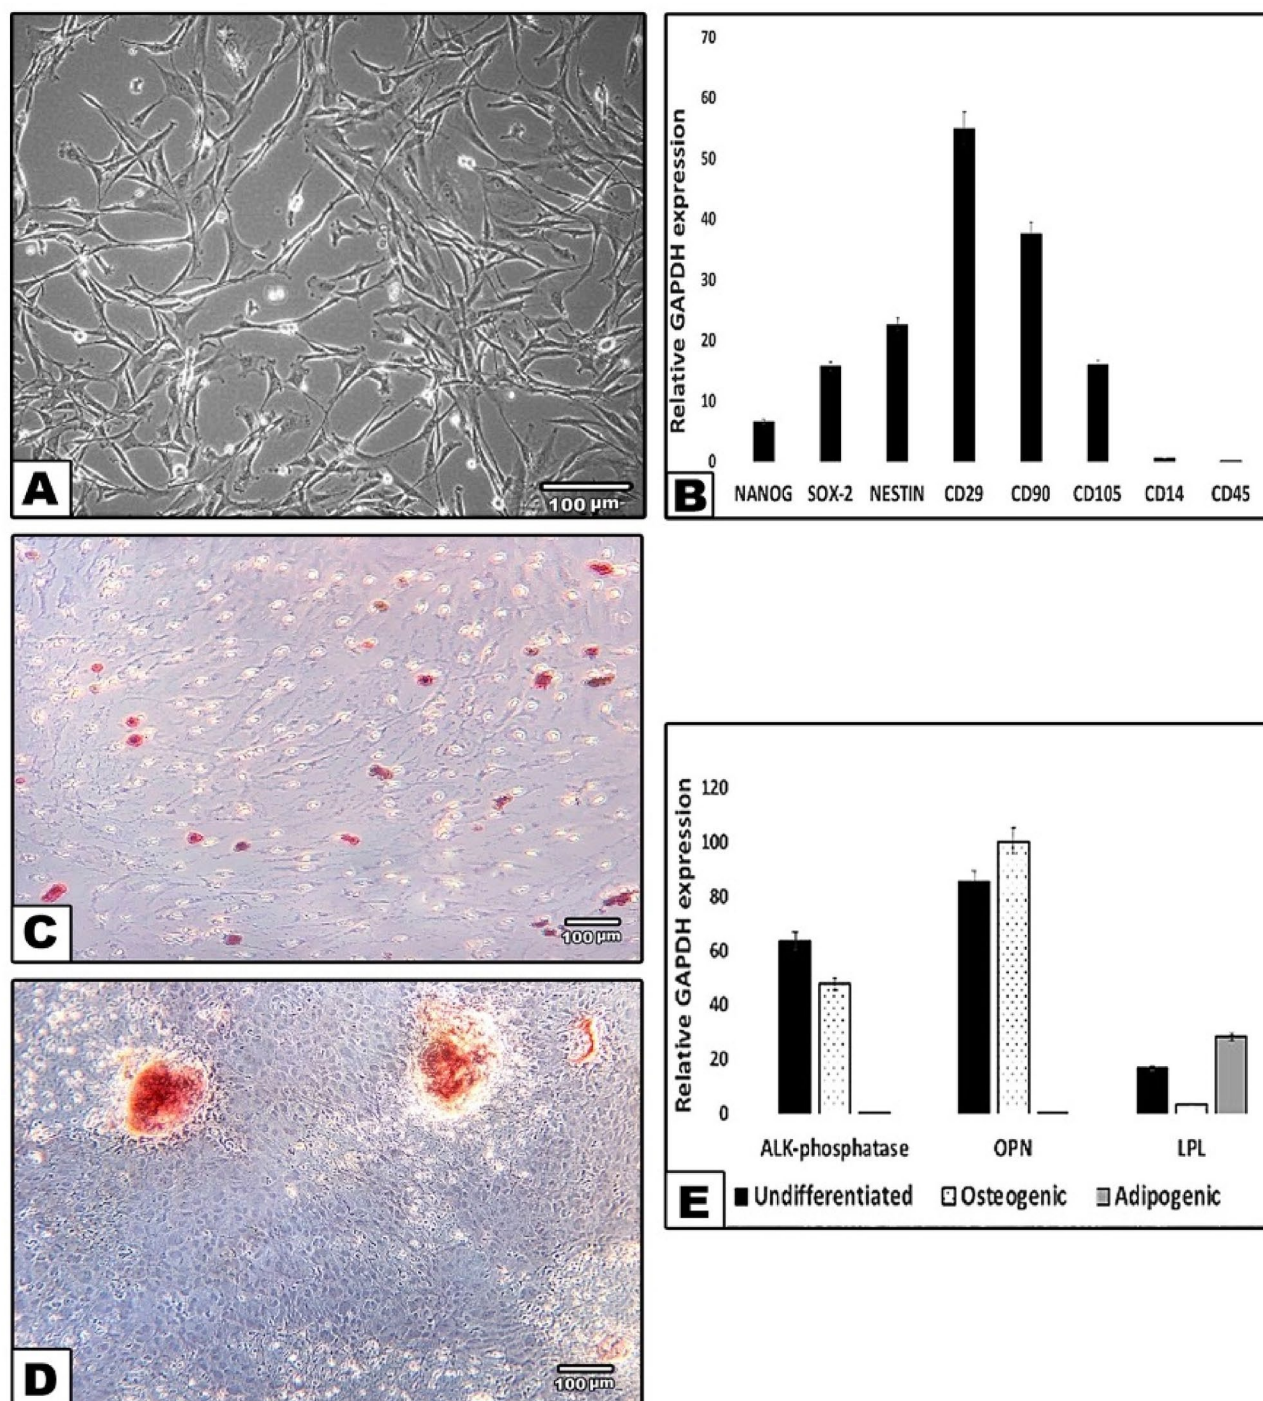 A
100 µm
Relative GAPDH expression
70
60
50
40
30
20
10
0
NANOG SOX-2 NESTIN CD29 CD90 CD105 CD14 CD45
B
C
100 µm
D
100 µm
Relative GAPDH expression
120
100
80
60
40
20
0
ALK-phosphatase OPN LPL
Undifferentiated Osteogenic Adipogenic
E